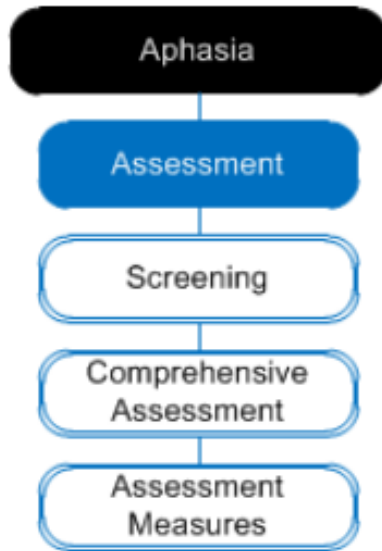 Aphasia
Assessment
Screening
Comprehensive
Assessment
Assessment
Measures